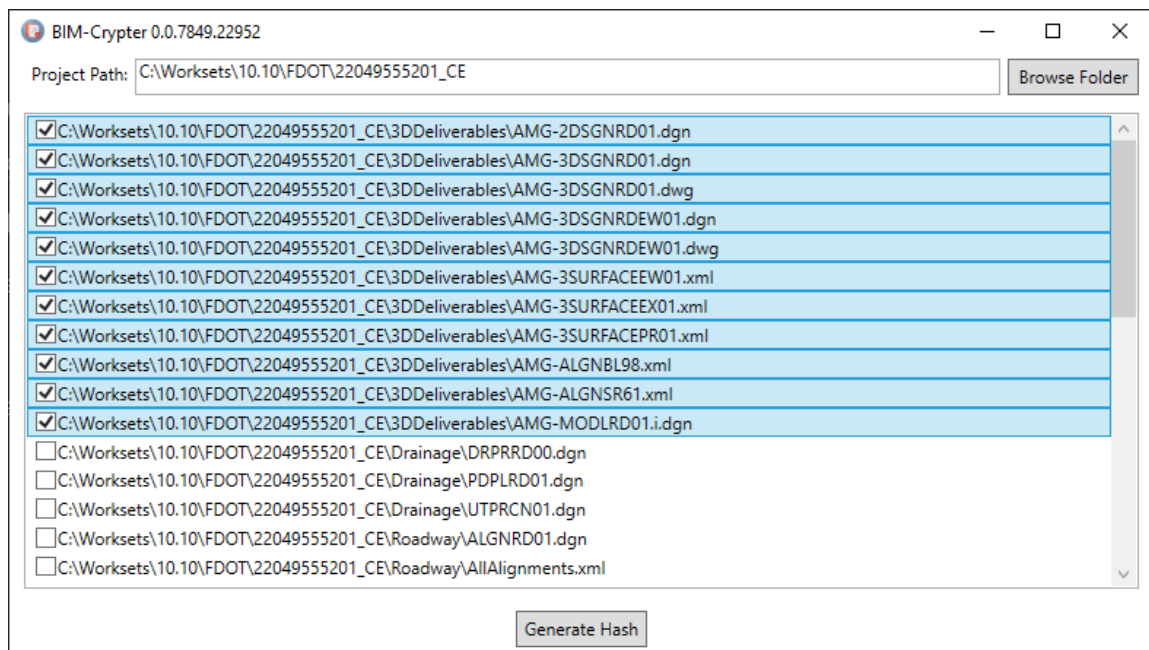 BIM-Crypter 0.0.7849.22952
Project Path: C:\Worksets\10.10\FDOT\22049555201_CE Browse Folder
C:\Worksets\10.10\FDOT\22049555201_CE\3DDeliverables\AMG-2DSGNRD01.dgn
C:\Worksets\10.10\FDOT\22049555201_CE\3DDeliverables\AMG-3DSGNRD01.dgn
C:\Worksets\10.10\FDOT\22049555201_CE\3DDeliverables\AMG-3DSGNRD01.dwg
C:\Worksets\10.10\FDOT\22049555201_CE\3DDeliverables\AMG-3DSGNRDEW01.dgn
C:\Worksets\10.10\FDOT\22049555201_CE\3DDeliverables\AMG-3DSGNRDEW01.dwg
C:\Worksets\10.10\FDOT\22049555201_CE\3DDeliverables\AMG-3SURFACEEW01.xml
C:\Worksets\10.10\FDOT\22049555201_CE\3DDeliverables\AMG-3SURFACEEX01.xml
C:\Worksets\10.10\FDOT\22049555201_CE\3DDeliverables\AMG-3SURFACEPR01.xml
C:\Worksets\10.10\FDOT\22049555201_CE\3DDeliverables\AMG-ALGNBL98.xml
C:\Worksets\10.10\FDOT\22049555201_CE\3DDeliverables\AMG-ALGNSR61.xml
C:\Worksets\10.10\FDOT\22049555201_CE\3DDeliverables\AMG-MODLRD01.i.dgn
C:\Worksets\10.10\FDOT\22049555201_CE\Drainage\DRPRRD00.dgn
C:\Worksets\10.10\FDOT\22049555201_CE\Drainage\PDPLRD01.dgn
C:\Worksets\10.10\FDOT\22049555201_CE\Drainage\UTPRCN01.dgn
C:\Worksets\10.10\FDOT\22049555201_CE\Roadway\ALGNRD01.dgn
C:\Worksets\10.10\FDOT\22049555201_CE\Roadway\AllAlignments.xml
Generate Hash